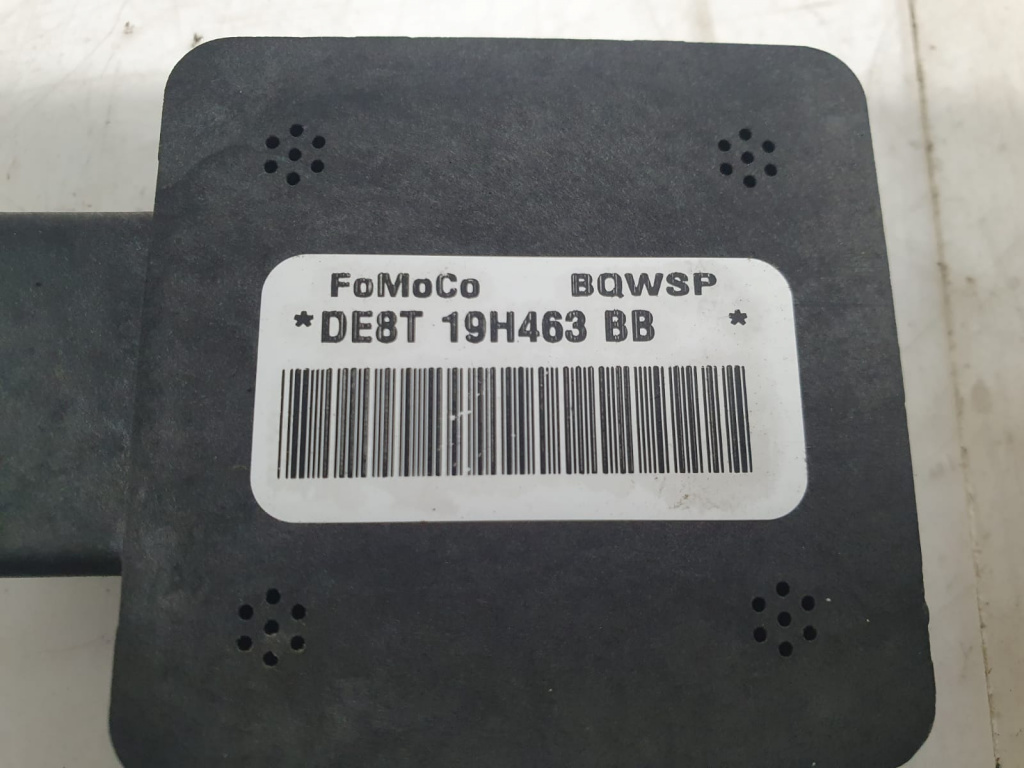 FoMoCo BQWSP
*DE8T 19H463 BB *